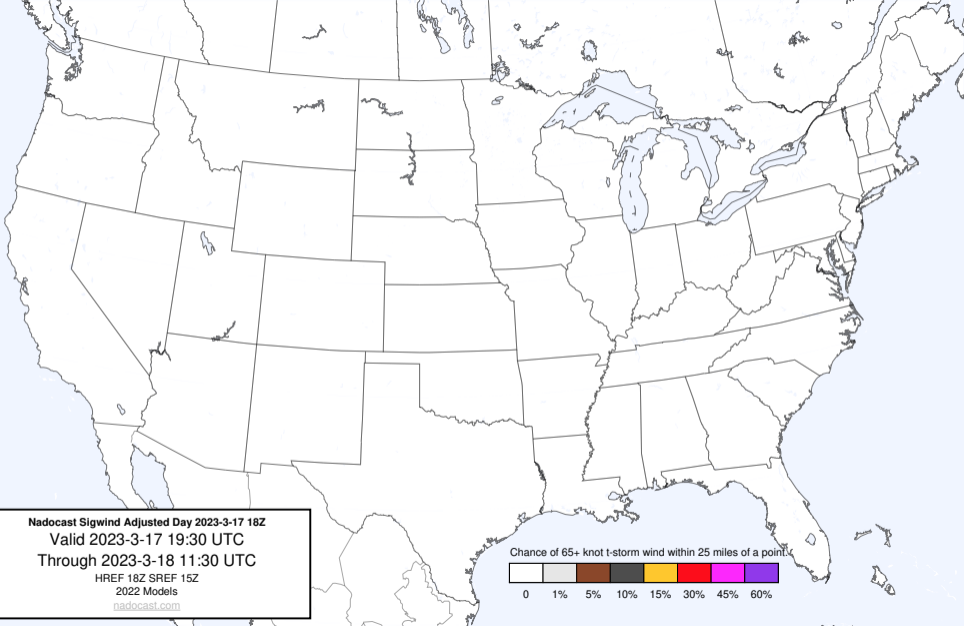 Nadocast Sigwind Adjusted Day 2023-3-17 18Z
Valid 2023-3-17 19:30 UTC
Through 2023-3-18 11:30 UTC
HREF 18Z SREF 15Z
2022 Models
nadocast.com
Chance of 65+ knot t-storm wind within 25 miles of a point.
0 1% 5% 10% 15% 30% 45% 60%